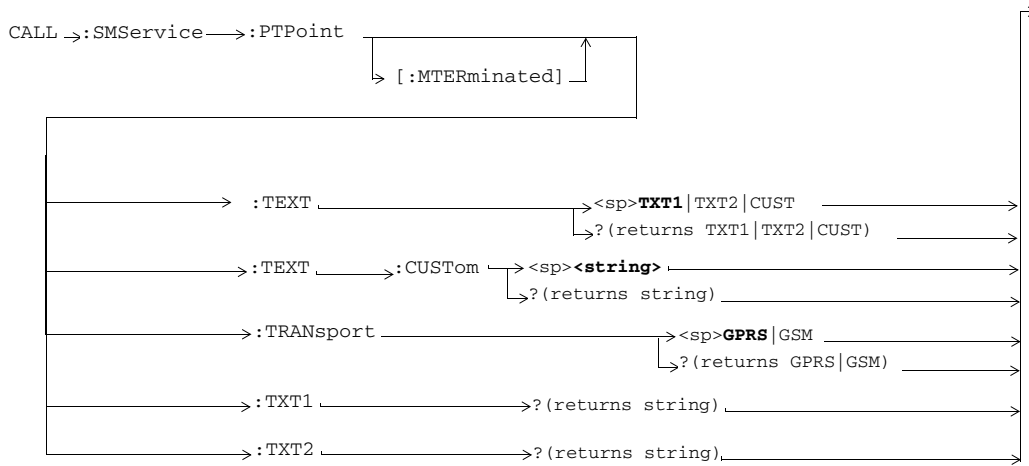 CALL :SMService :PTPoint
[:MTERminated]
:TEXT <sp>TXT1|TXT2|CUST
?(returns TXT1|TXT2|CUST)
:TEXT :CUSTom <sp><string>
?(returns string)
:TRANsport <sp>GPRS|GSM
?(returns GPRS|GSM)
:TXT1 ?(returns string)
:TXT2 ?(returns string)